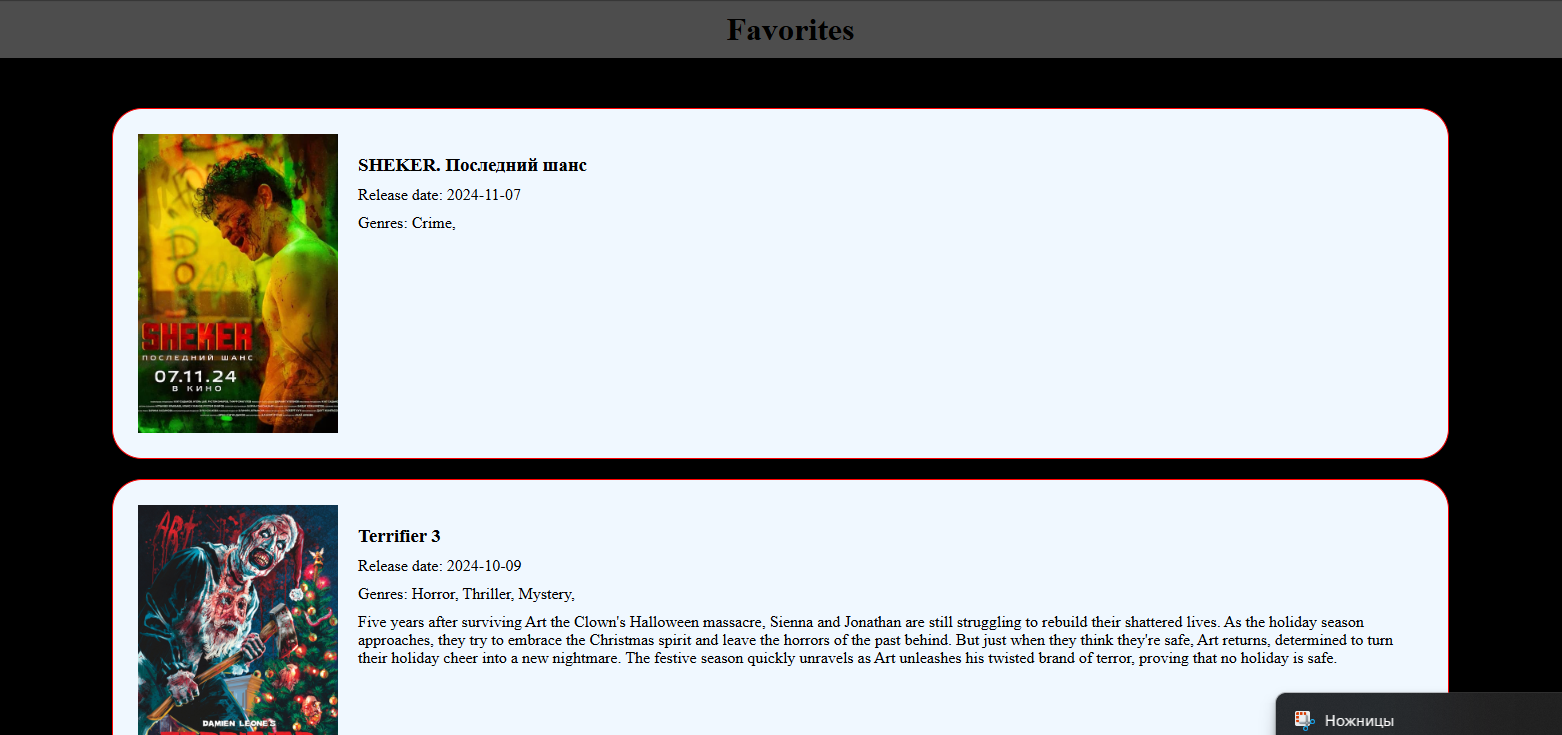 Favorites
SHEKER. Последний шанс
Release date: 2024-11-07
Genres: Crime,
SHEKER
ПОСЛЕДНИЙ ШАНС
07.11.24
В КИНО
Terrifier 3
Release date: 2024-10-09
Genres: Horror, Thriller, Mystery,
Five years after surviving Art the Clown's Halloween massacre, Sienna and Jonathan are still struggling to rebuild their shattered lives. As the holiday season
approaches, they try to embrace the Christmas spirit and leave the horrors of the past behind. But just when they think they're safe, Art returns, determined to turn
their holiday cheer into a new nightmare. The festive season quickly unravels as Art unleashes his twisted brand of terror, proving that no holiday is safe.
ART
DAMIEN LEONE'S
Ножницы